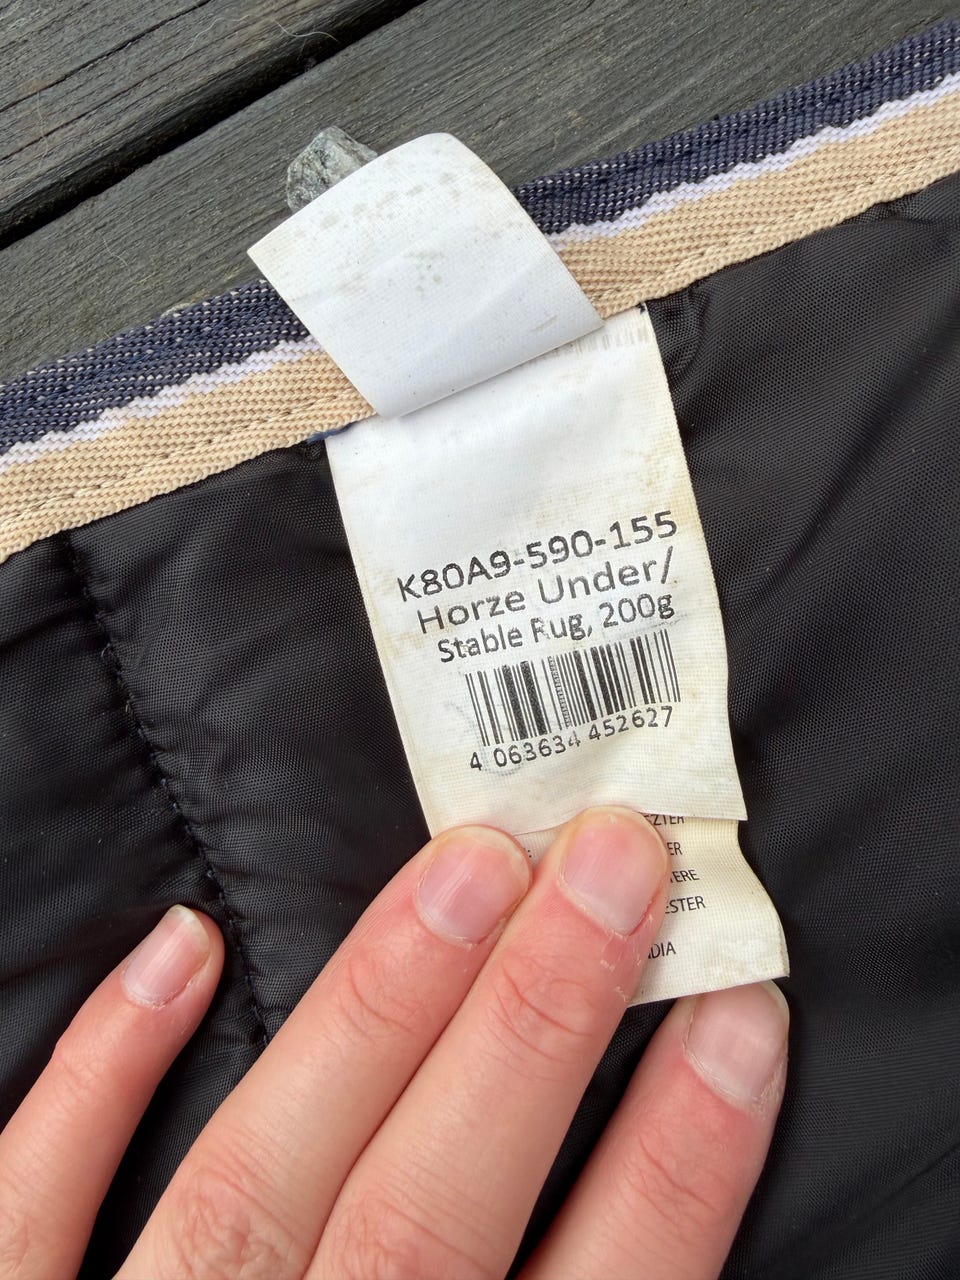 K80A9-590-155
Horze Under/
Stable Rug, 200g
4 063634 452627